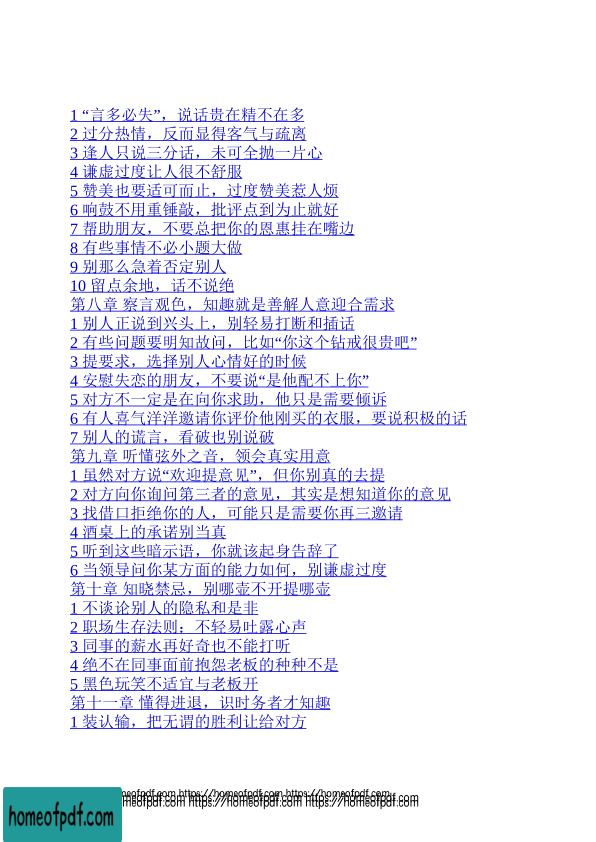 1 “言多必失”，说话贵在精不在多
2 过分热情，反而显得客气与疏离
3 逢人只说三分话，未可全抛一片心
4 谦虚过度让人很不舒服
5 赞美也要适可而止，过度赞美惹人烦
6 响鼓不用重锤敲，批评点到为止就好
7 帮助朋友，不要总把你的恩惠挂在嘴边
8 有些事情不必小题大做
9 别那么急着否定别人
10 留点余地，话不说绝
第八章 察言观色，知趣就是善解人意迎合需求
1 别人正说到兴头上，别轻易打断和插话
2 有些问题要明知故问，比如“你这个钻戒很贵吧”
3 提要求，选择别人心情好的时候
4 安慰失恋的朋友，不要说“是他配不上你”
5 对方不一定是在向你求助，他只是需要倾诉
6 有人喜气洋洋邀请你评价他刚买的衣服，要说积极的话
7 别人的谎言，看破也别说破
第九章 听懂弦外之音，领会真实用意
1 虽然对方说“欢迎提意见”，但你别真的去提
2 对方向你询问第三者的意见，其实是想知道你的意见
3 找借口拒绝你的人，可能只是需要你再三邀请
4 酒桌上的承诺别当真
5 听到这些暗示语，你就该起身告辞了
6 当领导问你某方面的能力如何，别谦虚过度
第十章 知晓禁忌，别哪壶不开提哪壶
1 不谈论别人的隐私和是非
2 职场生存法则：不轻易吐露心声
3 同事的薪水再好奇也不能打听
4 绝不在同事面前抱怨老板的种种不是
5 黑色玩笑不适宜与老板开
第十一章 懂得进退，识时务者才知趣
1 装认输，把无谓的胜利让给对方
homeofpdf.com https://homeofpdf.com https://homeofpdf.com
homeofpdf.com https://homeofpdf.com https://homeofpdf.com
homeofpdf.com